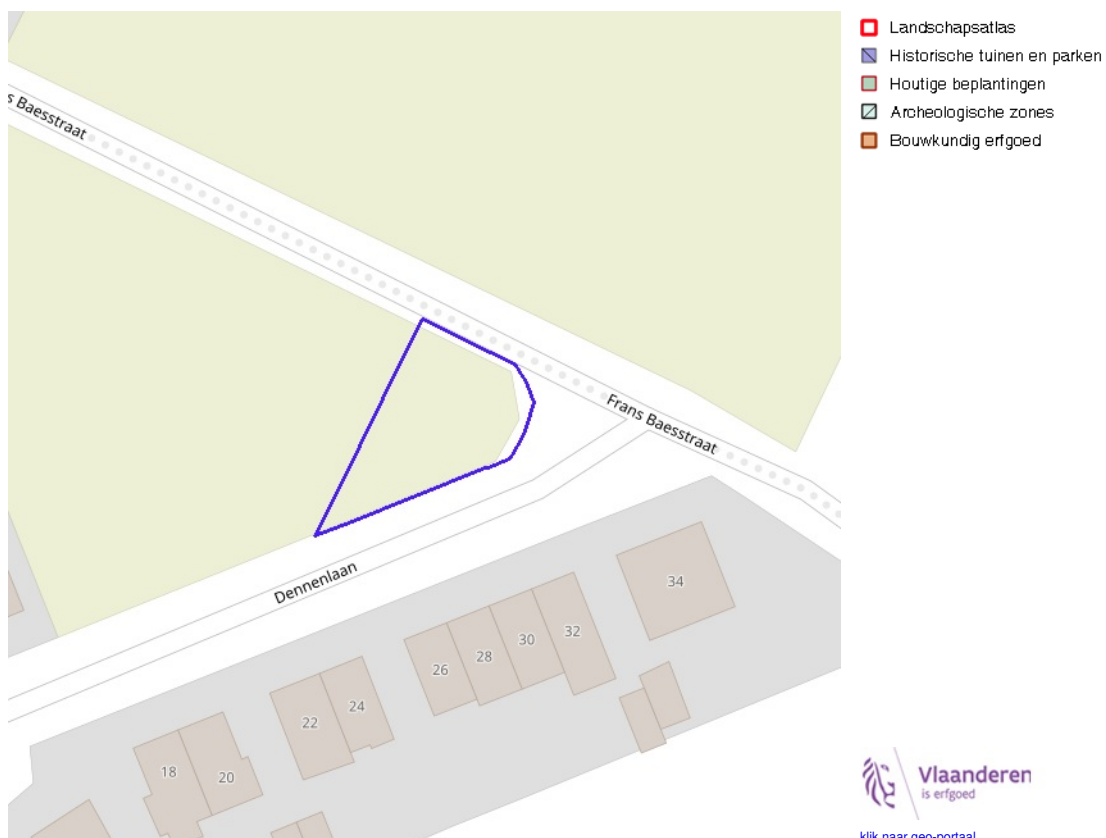 s Baesstraat
Frans Baesstraat
Dennenlaan
34
32
30
28
26
24
22
20
18
Landschapsatlas
Historische tuinen en parken
Houtige beplantingen
Archeologische zones
Bouwkundig erfgoed
Vlaanderen
is erfgoed
klik naar geo-portaal